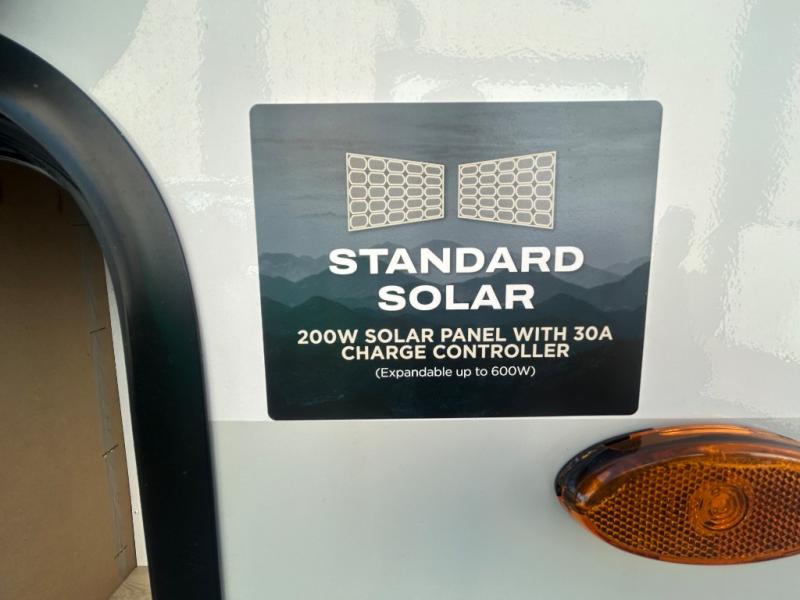 STANDARD
SOLAR
200W SOLAR PANEL WITH 30A
CHARGE CONTROLLER
(Expandable up to 600W)